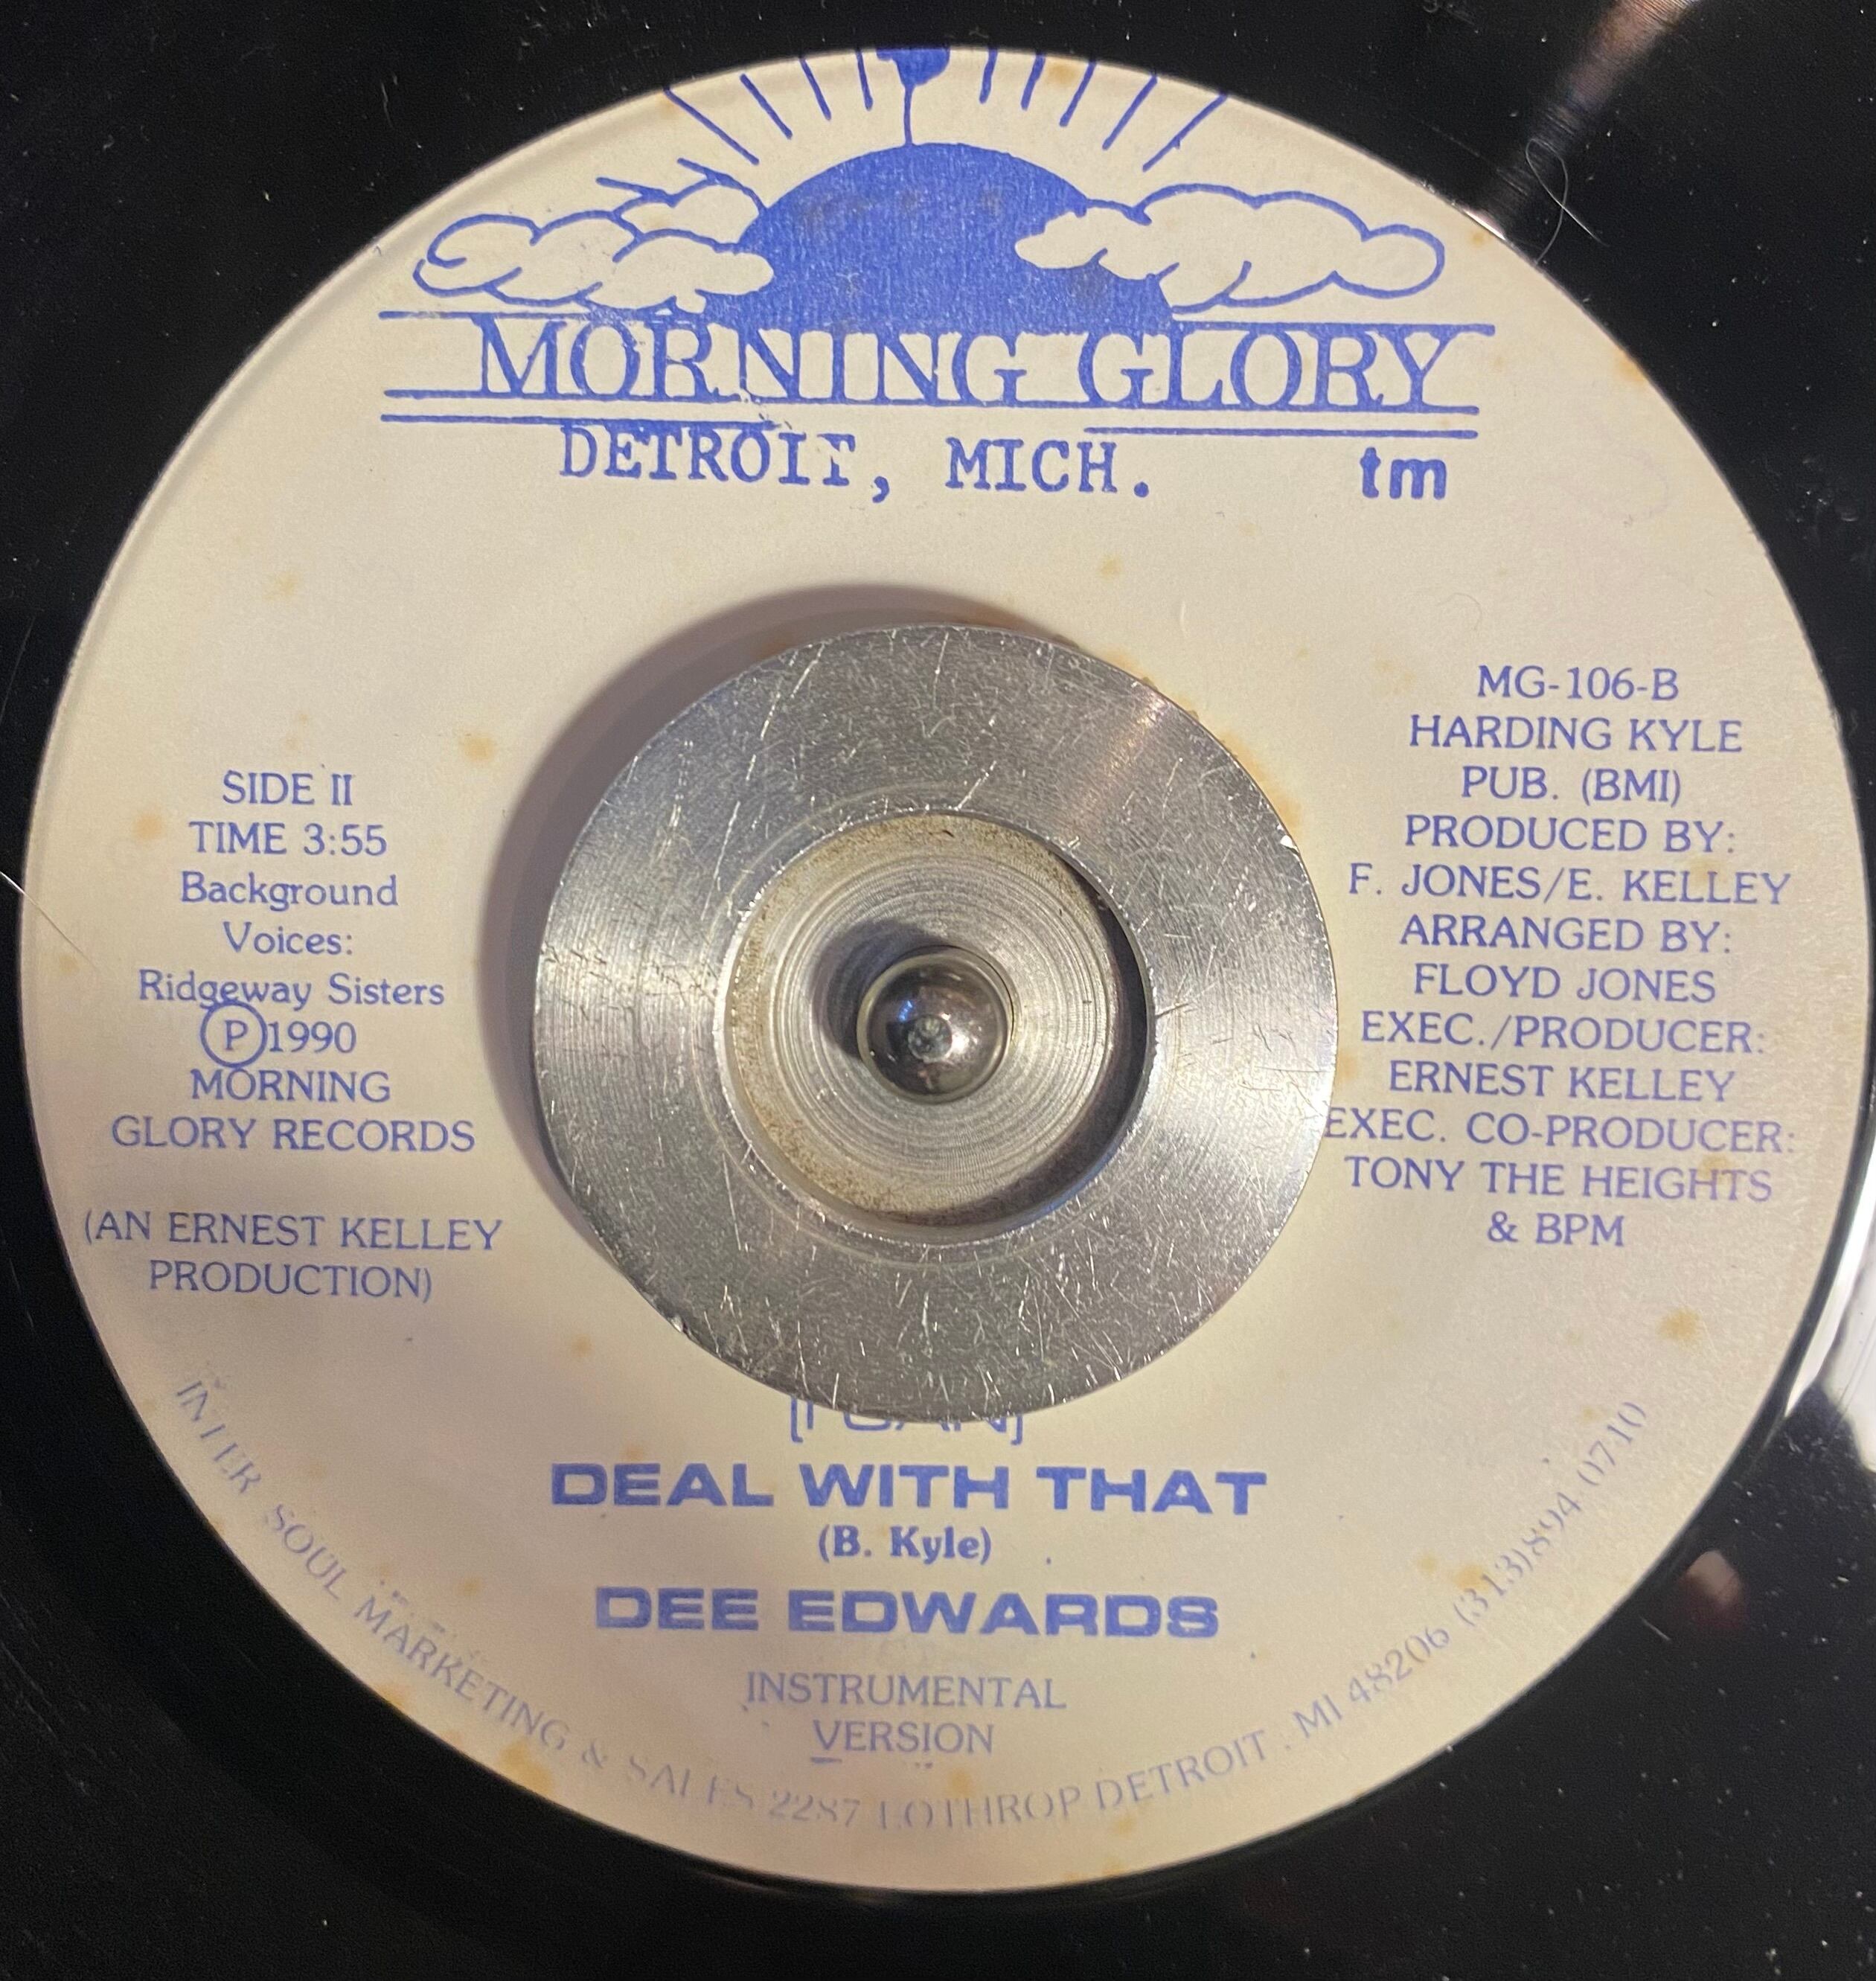 MORNING GLORY
DETROIT, MICH.
tm
SIDE II
TIME 3:55
Background
Voices:
Ridgeway Sisters
Ⓟ1990
MORNING
GLORY RECORDS
(AN ERNEST KELLEY
PRODUCTION)
MG-106-B
HARDING KYLE
PUB. (BMI)
PRODUCED BY:
F. JONES/E. KELLEY
ARRANGED BY:
FLOYD JONES
EXEC./PRODUCER:
ERNEST KELLEY
EXEC. CO-PRODUCER:
TONY THE HEIGHTS
& BPM
[I CAN]
DEAL WITH THAT
(B. Kyle)
DEE EDWARDS
INSTRUMENTAL
VERSION
INTER SOUL MARKETING & SALES 2287 LOTHROP DETROIT . MI 48206 (313)894 0710